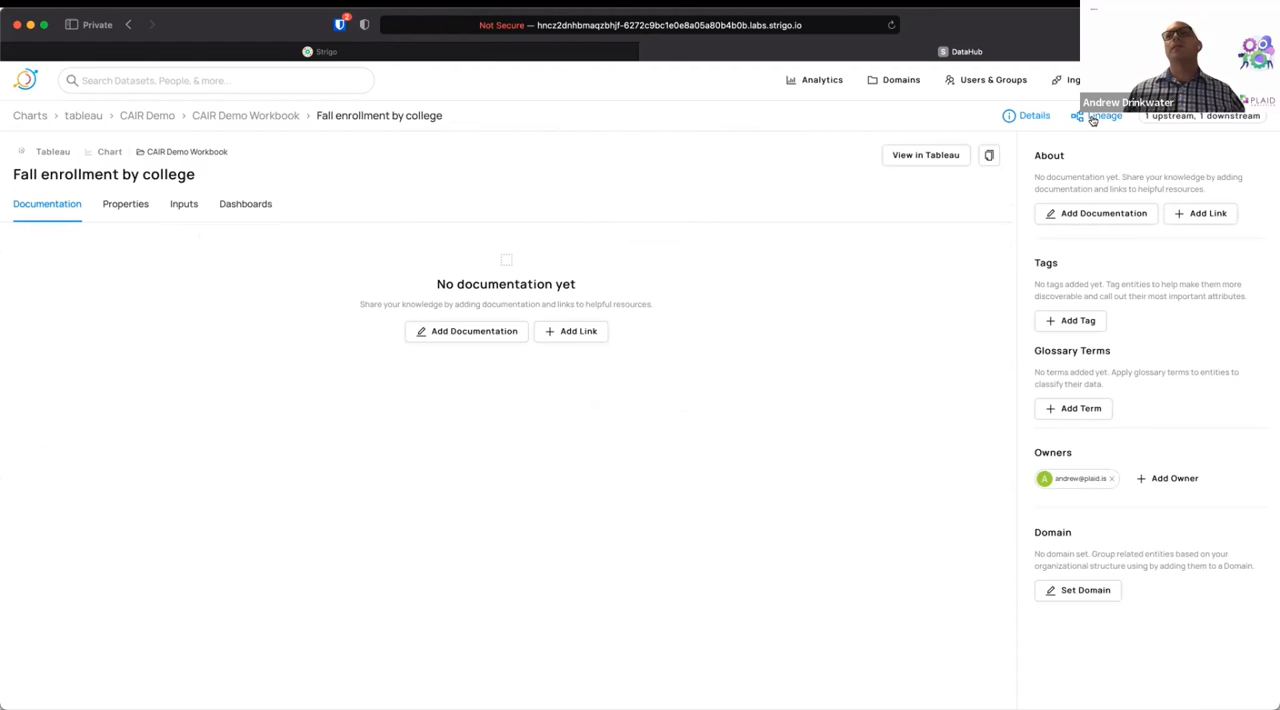 Private
2
Not Secure — hncz2dnhbmaqzbhjf-6272c9bc1e0e8a05a80b4b0b.labs.strigo.io
Strigo
S DataHub
Search Datasets, People, & more...
Analytics
Domains
Users & Groups
Ing
Andrew Drinkwater
PLAID
Charts > tableau > CAIR Demo > CAIR Demo Workbook > Fall enrollment by college
Details
Lineage
1 upstream, 1 downstream
Tableau
Chart
CAIR Demo Workbook
View in Tableau
Fall enrollment by college
Documentation
Properties
Inputs
Dashboards
No documentation yet
Share your knowledge by adding documentation and links to helpful resources.
Add Documentation
+ Add Link
About
No documentation yet. Share your knowledge by adding
documentation and links to helpful resources.
Add Documentation
+ Add Link
Tags
No tags added yet. Tag entities to help make them more
discoverable and call out their most important attributes.
+ Add Tag
Glossary Terms
No terms added yet. Apply glossary terms to entities to
classify their data.
+ Add Term
Owners
A andrew@plaid.is ×
+ Add Owner
Domain
No domain set. Group related entities based on your
organizational structure using by adding them to a Domain.
Set Domain